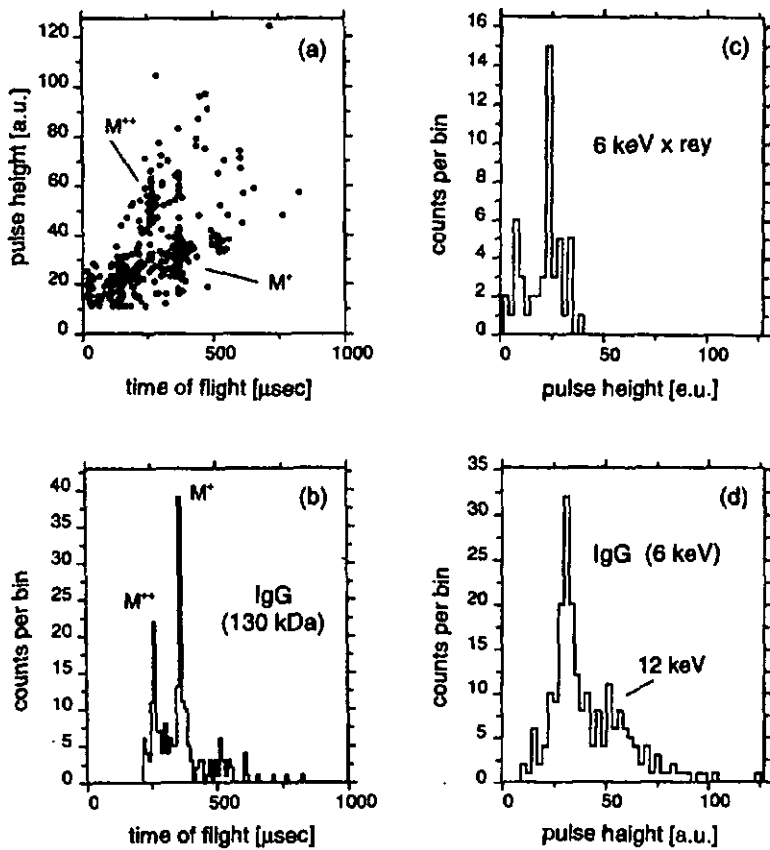 120
100
80
60
40
20
0
pulse height [a.u.]
(a)
M++
M+
0 500 1000
time of flight [μsec]
16
14
12
10
8
6
4
2
0
counts per bin
(c)
6 keV x ray
0 50 100
pulse height [e.u.]
40
35
30
25
20
15
10
5
0
counts per bin
(b)
M+
M++
IgG
(130 kDa)
0 500 1000
time of flight [μsec]
35
30
25
20
15
10
5
0
counts per bin
(d)
IgG (6 keV)
12 keV
0 50 100
pulse haight [a.u.]